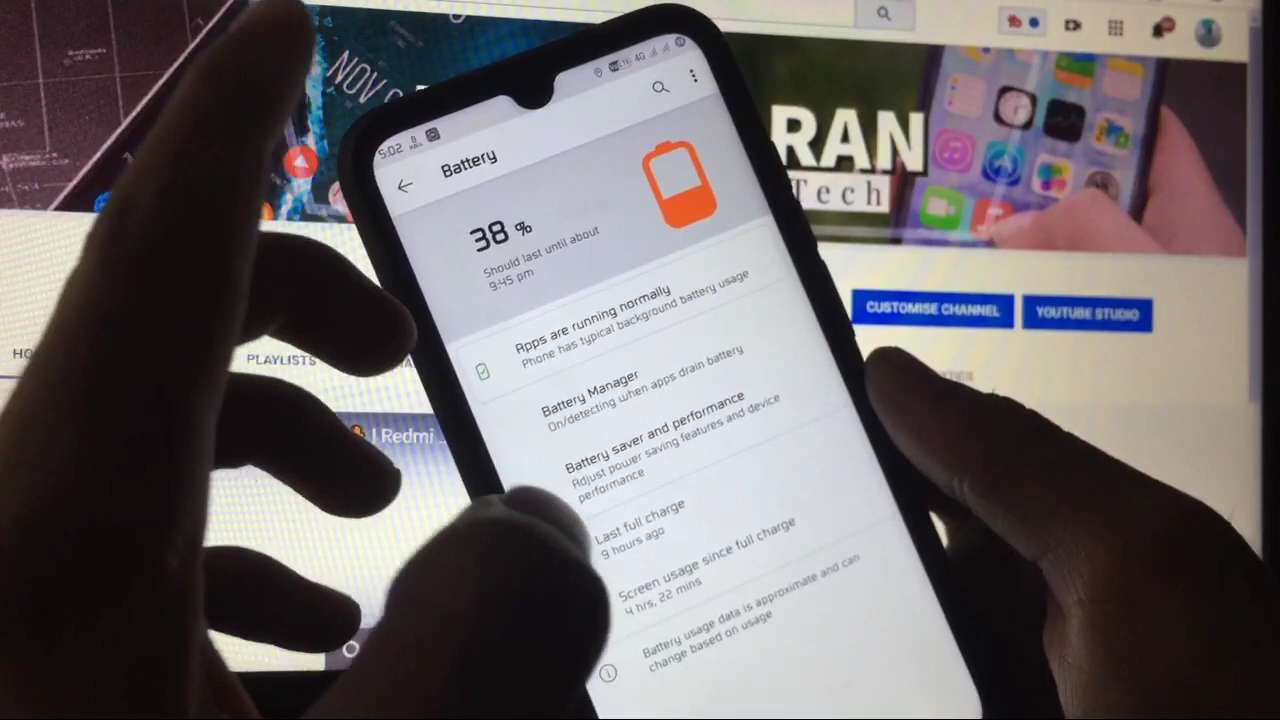 NOV
RAN
Tech
CUSTOMISE CHANNEL
YOUTUBE STUDIO
PLAYLISTS
| Redmi
5:02
4G
Battery
38 %
Should last until about
9:45 pm
Apps are running normally
Phone has typical background battery usage
Battery Manager
On/detecting when apps drain battery
Battery saver and performance
Adjust power saving features and device
performance
Last full charge
9 hours ago
Screen usage since full charge
4 hrs, 22 mins
Battery usage data is approximate and can
change based on usage